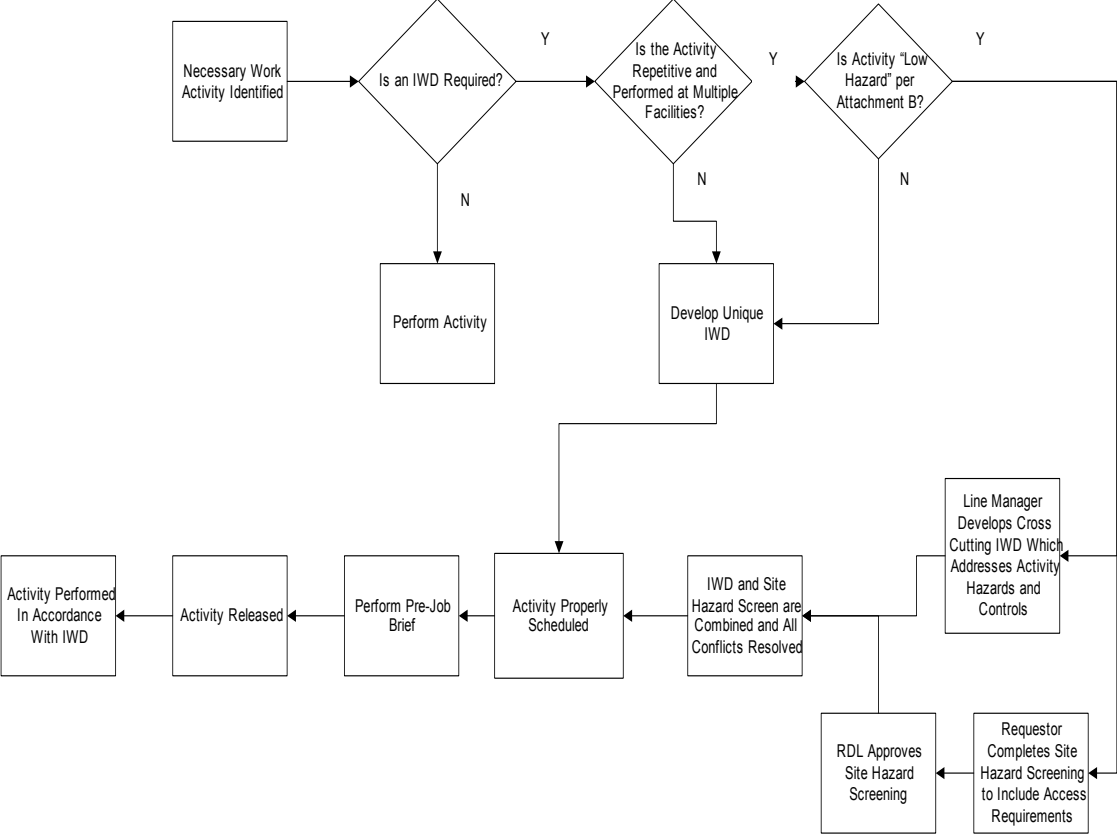 Necessary Work
Activity Identified
Is an IWD Required?
Y
Is the Activity
Repetitive and
Performed at Multiple
Facilities?
Y
Is Activity “Low
Hazard” per
Attachment B?
Y
N
N
N
Perform Activity
Develop Unique
IWD
Line Manager
Develops Cross
Cutting IWD Which
Addresses Activity
Hazards and
Controls
Activity Performed
In Accordance
With IWD
Activity Released
Perform Pre-Job
Brief
Activity Properly
Scheduled
IWD and Site
Hazard Screen are
Combined and All
Conflicts Resolved
RDL Approves
Site Hazard
Screening
Requestor
Completes Site
Hazard Screening
to Include Access
Requirements